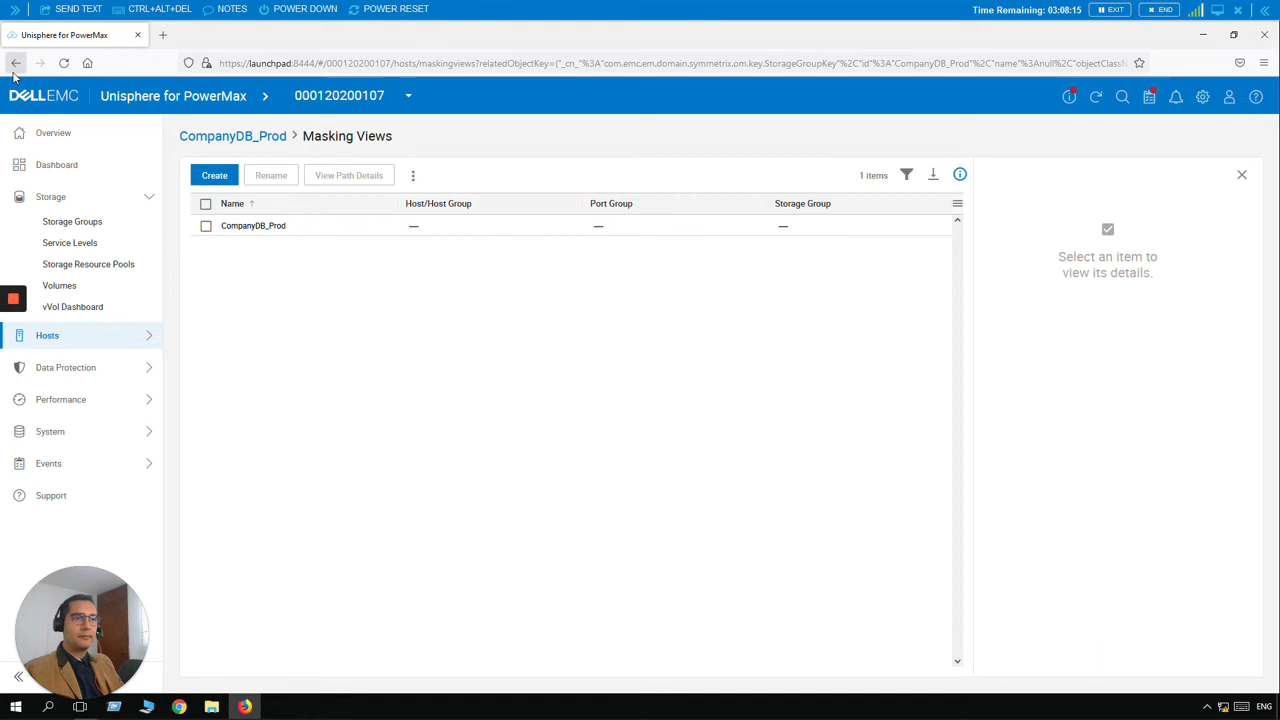 SEND TEXT CTRL+ALT+DEL NOTES POWER DOWN POWER RESET Time Remaining: 03:08:15 EXIT END
Unisphere for PowerMax
https://launchpad:8444/#/000120200107/hosts/maskingviews?relatedObjectKey={"_cn_"%3A"com.emc.em.domain.symmetrix.om.key.StorageGroupKey"%2C"id"%3A"CompanyDB_Prod"%2C"name"%3Anull%2C"objectClassN
DELLEMC Unisphere for PowerMax 000120200107
Overview
Dashboard
Storage
Storage Groups
Service Levels
Storage Resource Pools
Volumes
vVol Dashboard
Hosts
Data Protection
Performance
System
Events
Support
CompanyDB_Prod > Masking Views
Create Rename View Path Details 1 items
Name Host/Host Group Port Group Storage Group
CompanyDB_Prod — — —
Select an item to
view its details.
ENG